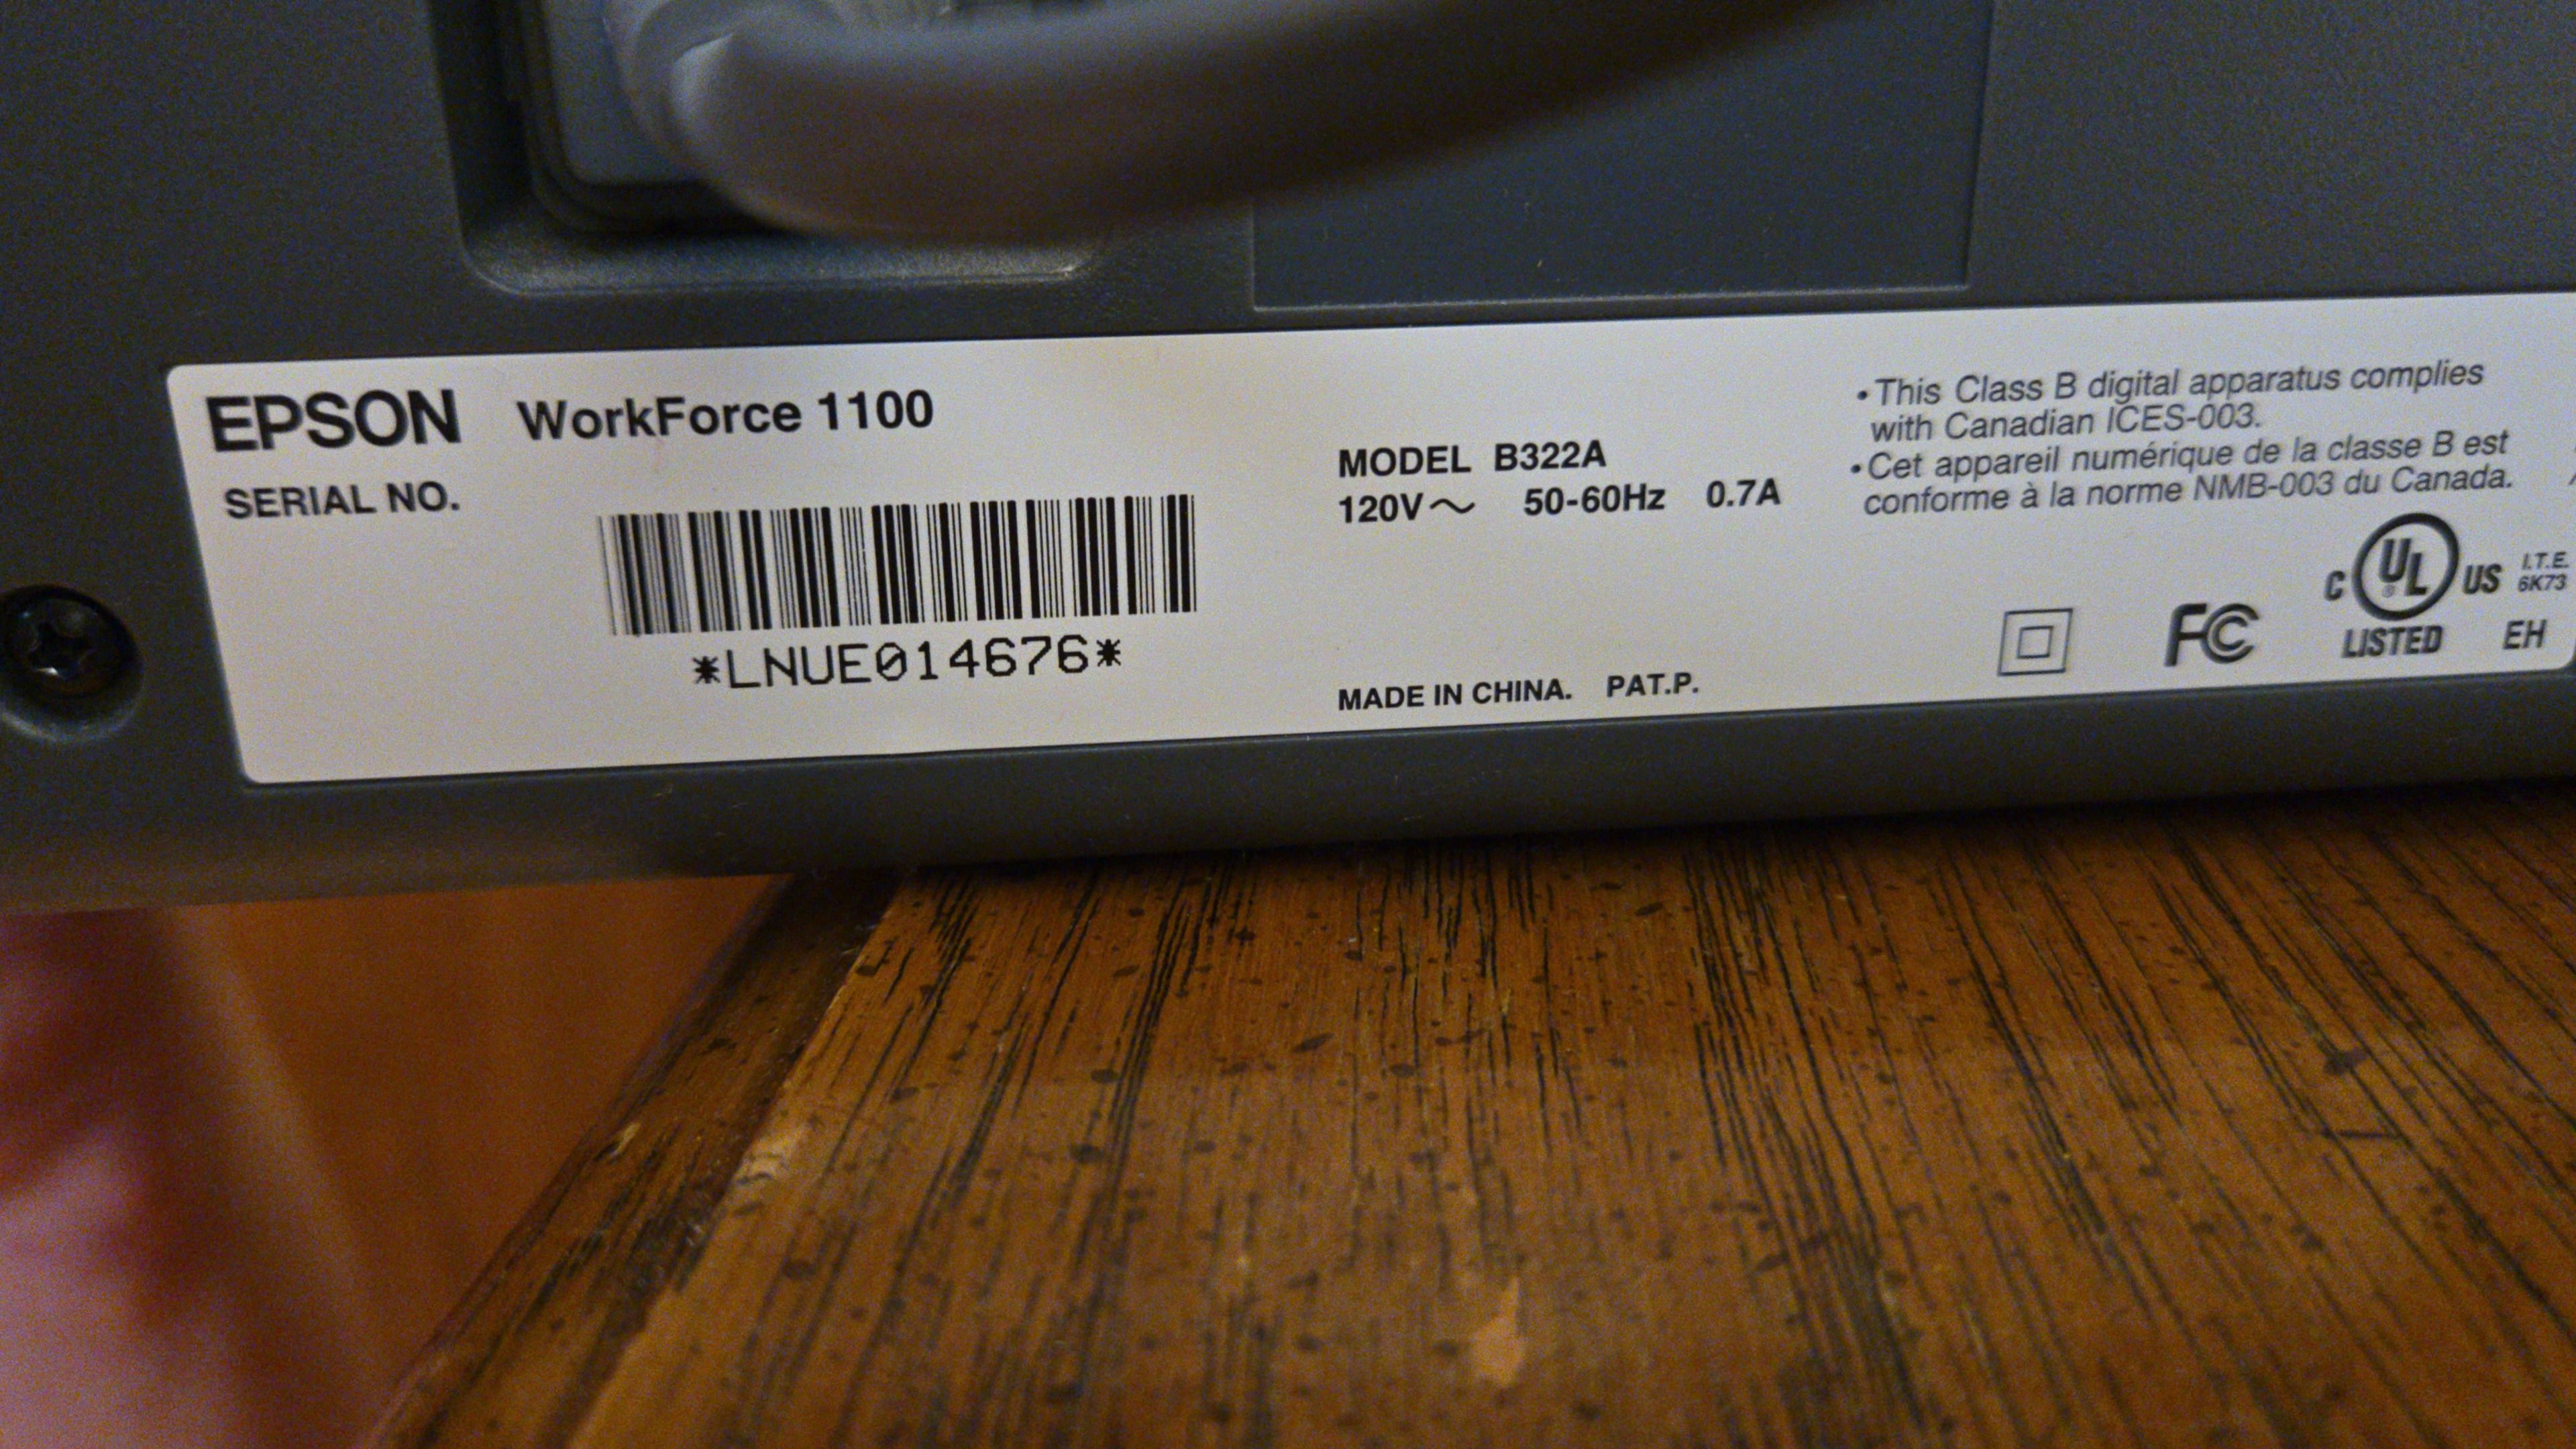 EPSON WorkForce 1100
SERIAL NO.
*LNUE014676*
MODEL B322A
120V～ 50-60Hz 0.7A
MADE IN CHINA. PAT.P.
•This Class B digital apparatus complies
with Canadian ICES-003.
•Cet appareil numérique de la classe B est
conforme à la norme NMB-003 du Canada.
FC
C UL® US I.T.E.
6K73
LISTED EH